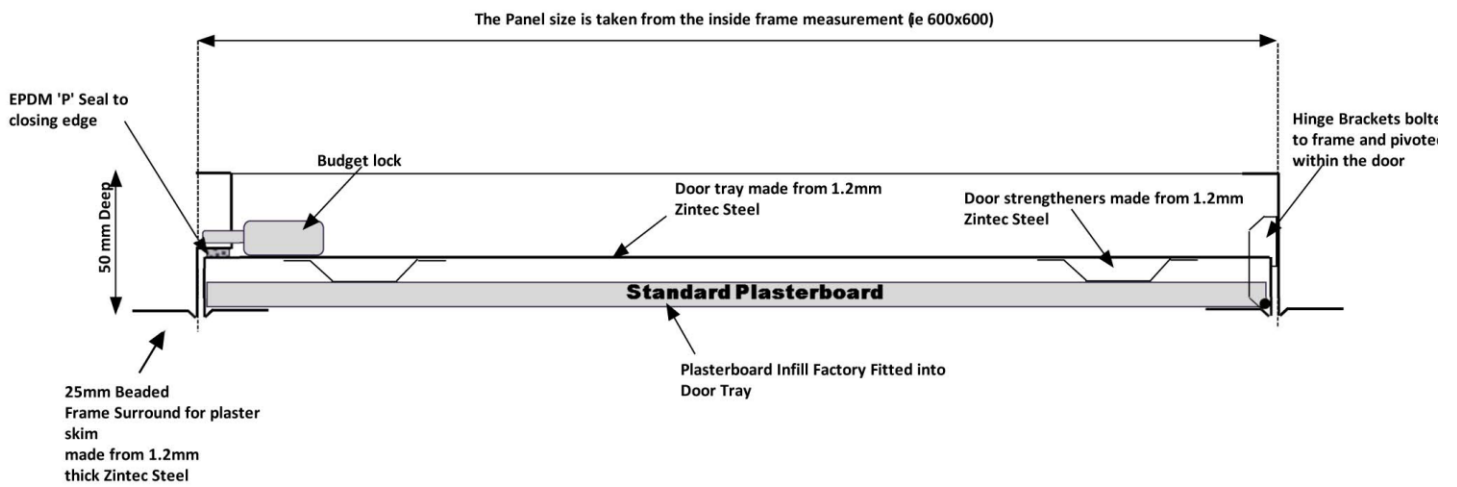 The Panel size is taken from the inside frame measurement (ie 600x600)
EPDM 'P' Seal to
closing edge
Hinge Brackets bolte
to frame and pivote
within the door
Budget lock
50 mm Deep
Door tray made from 1.2mm
Zintec Steel
Door strengtheners made from 1.2mm
Zintec Steel
Standard Plasterboard
Plasterboard Infill Factory Fitted into
Door Tray
25mm Beaded
Frame Surround for plaster
skim
made from 1.2mm
thick Zintec Steel